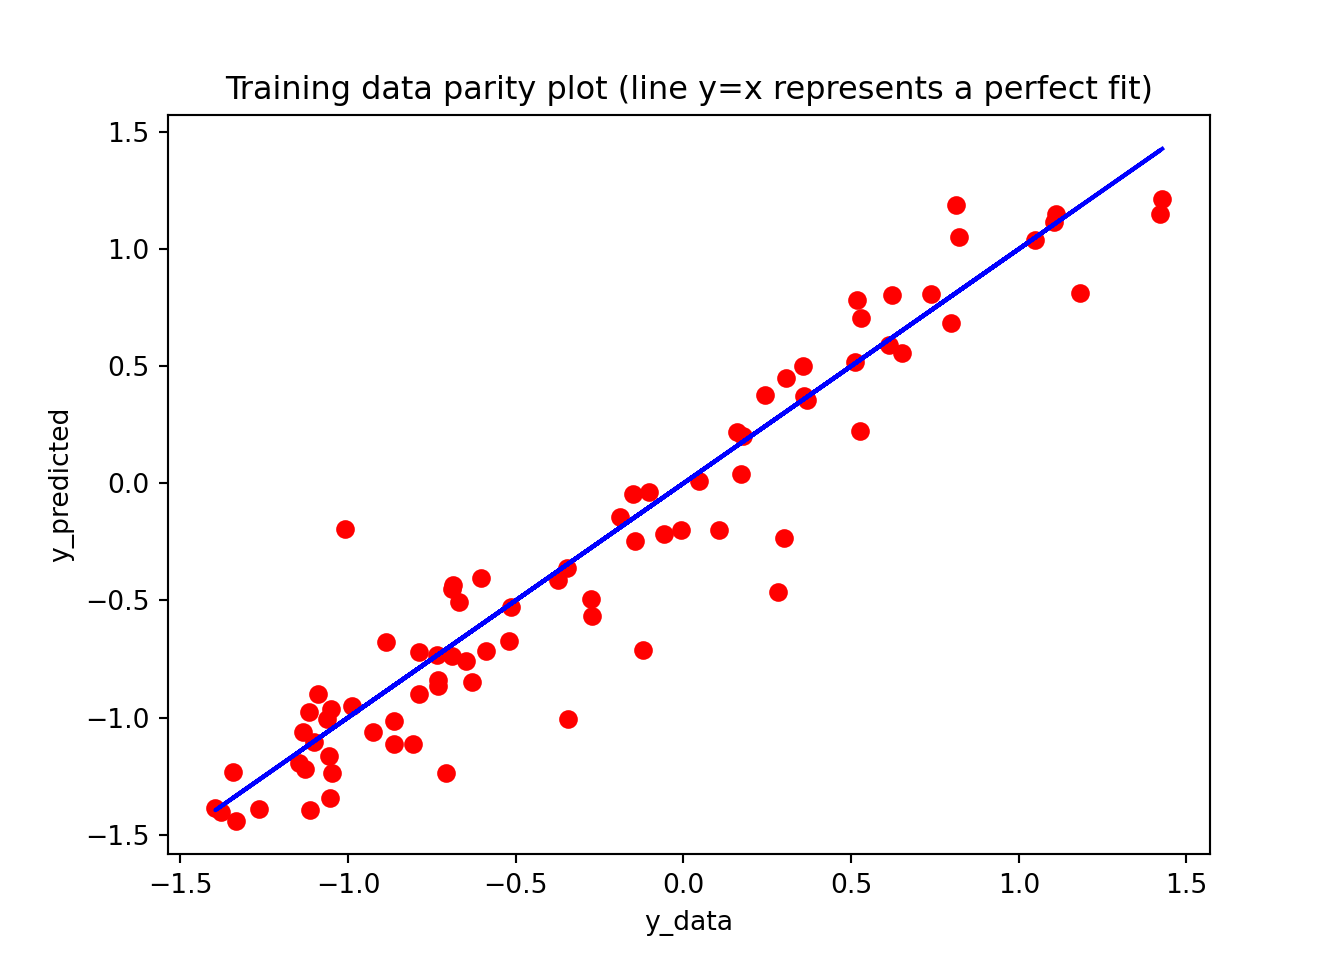 Training data parity plot (line y=x represents a perfect fit)
1.5
1.0
0.5
0.0
−0.5
−1.0
−1.5
y_predicted
−1.5 −1.0 −0.5 0.0 0.5 1.0 1.5
y_data